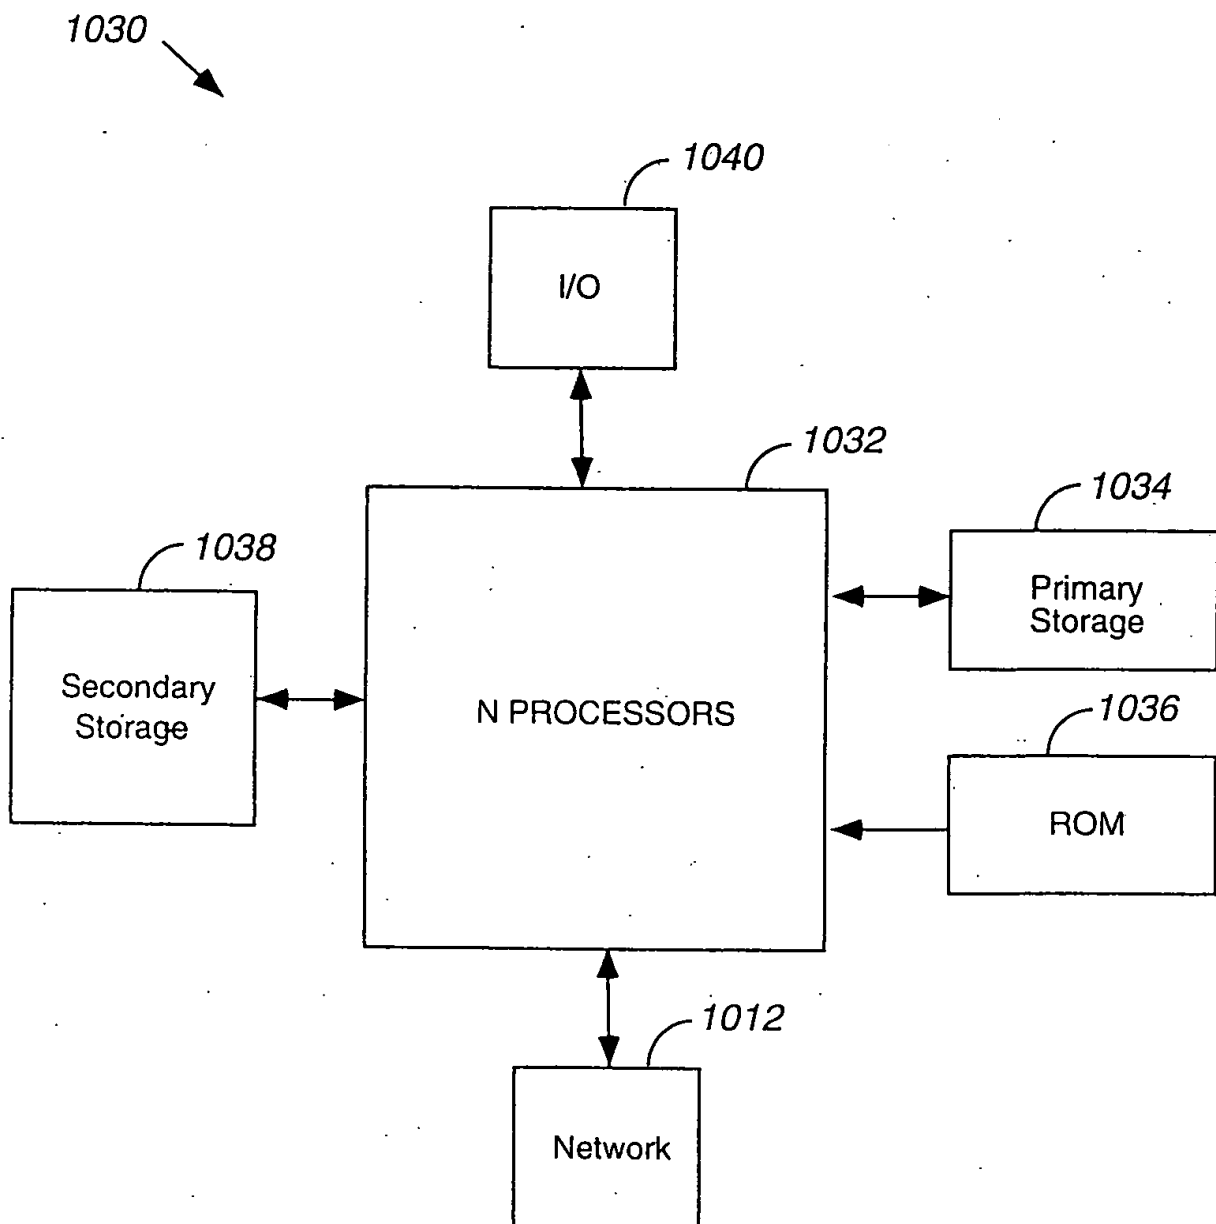 1030
1040
I/O
1032
1034
Primary
Storage
1038
Secondary
Storage
N PROCESSORS
1036
ROM
1012
Network